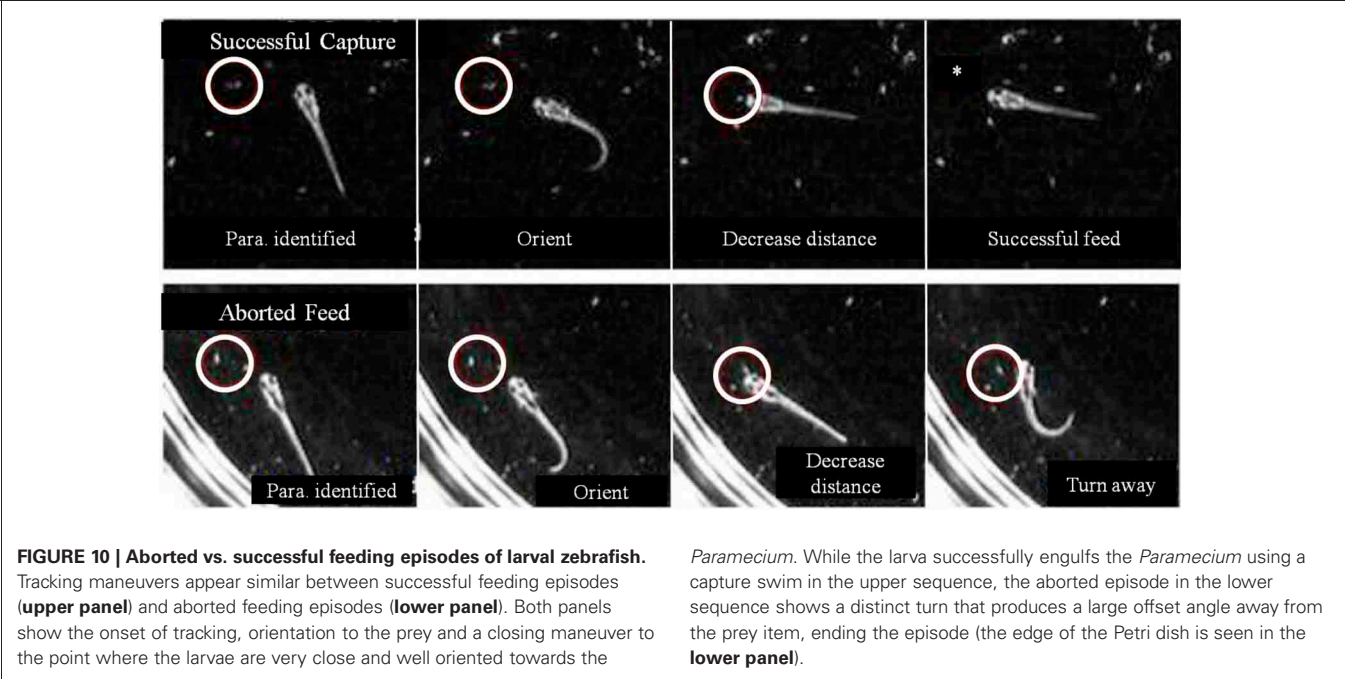 Successful Capture
*
Para. identified
Orient
Decrease distance
Successful feed
Aborted Feed
Para. identified
Orient
Decrease
distance
Turn away
FIGURE 10 | Aborted vs. successful feeding episodes of larval zebrafish.
Tracking maneuvers appear similar between successful feeding episodes
(upper panel) and aborted feeding episodes (lower panel). Both panels
show the onset of tracking, orientation to the prey and a closing maneuver to
the point where the larvae are very close and well oriented towards the
Paramecium. While the larva successfully engulfs the Paramecium using a
capture swim in the upper sequence, the aborted episode in the lower
sequence shows a distinct turn that produces a large offset angle away from
the prey item, ending the episode (the edge of the Petri dish is seen in the
lower panel).